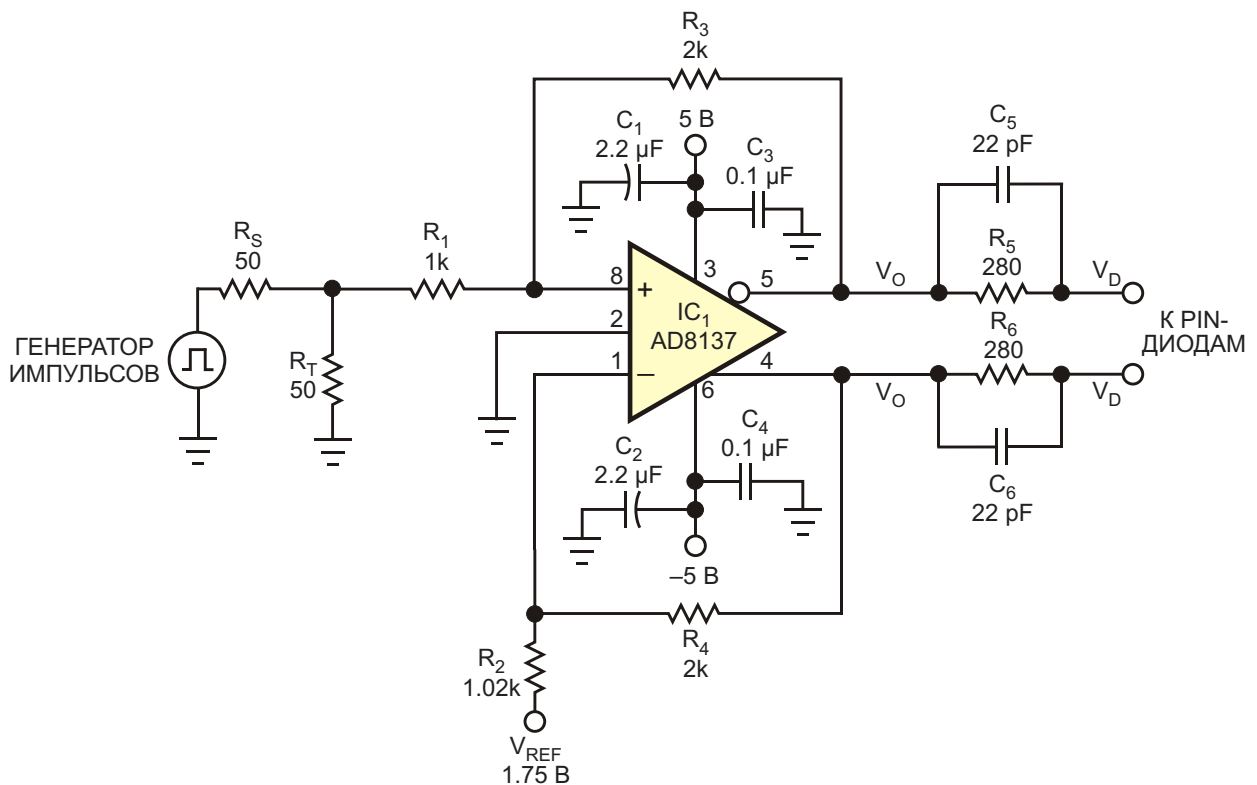 R3
2k
5 В
C1
2.2 µF
C3
0.1 µF
C5
22 pF
RS
50
R1
1k
R5
280
8
3
5
VO
VD
+
IC1
AD8137
2
ГЕНЕРАТОР
ИМПУЛЬСОВ
RT
50
К PIN-
ДИОДАМ
R6
280
1
–
4
6
VO
VD
C2
2.2 µF
C4
0.1 µF
C6
22 pF
–5 В
R4
2k
R2
1.02k
VREF
1.75 В